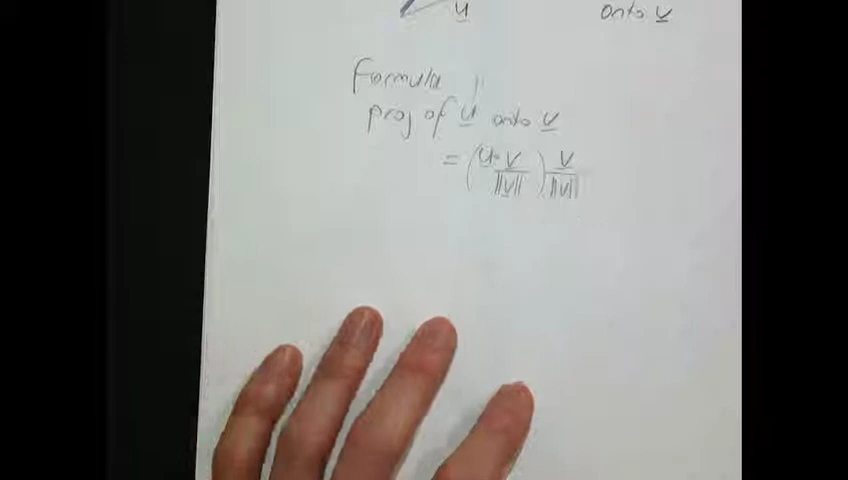 u onto v
Formula
proj of u onto v
= (u · v/||v||) v/||v||